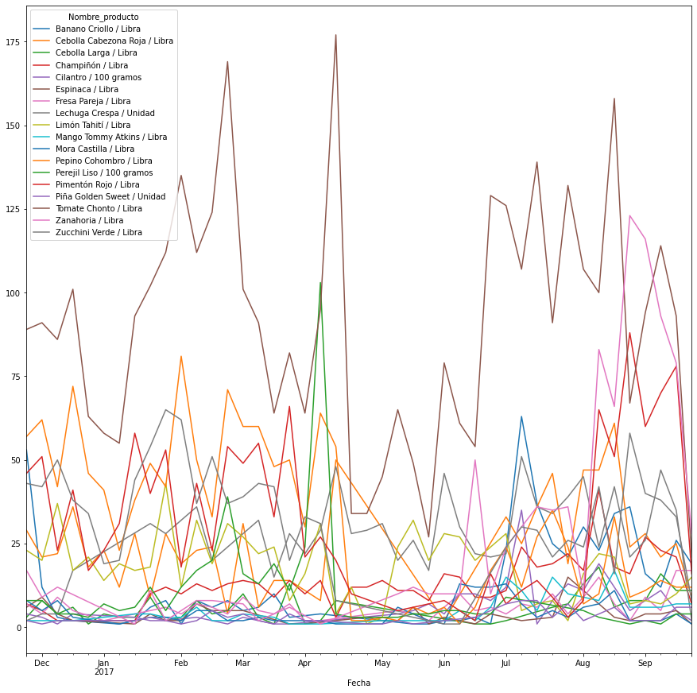 Nombre_producto
Banano Criollo / Libra
Cebolla Cabezona Roja / Libra
Cebolla Larga / Libra
Champiñón / Libra
Cilantro / 100 gramos
Espinaca / Libra
Fresa Pareja / Libra
Lechuga Crespa / Unidad
Limón Tahití / Libra
Mango Tommy Atkins / Libra
Mora Castilla / Libra
Pepino Cohombro / Libra
Perejil Liso / 100 gramos
Pimentón Rojo / Libra
Piña Golden Sweet / Unidad
Tomate Chonto / Libra
Zanahoria / Libra
Zucchini Verde / Libra
175
150
125
100
75
50
25
0
Dec Jan Feb Mar Apr May Jun Jul Aug Sep
2017
Fecha